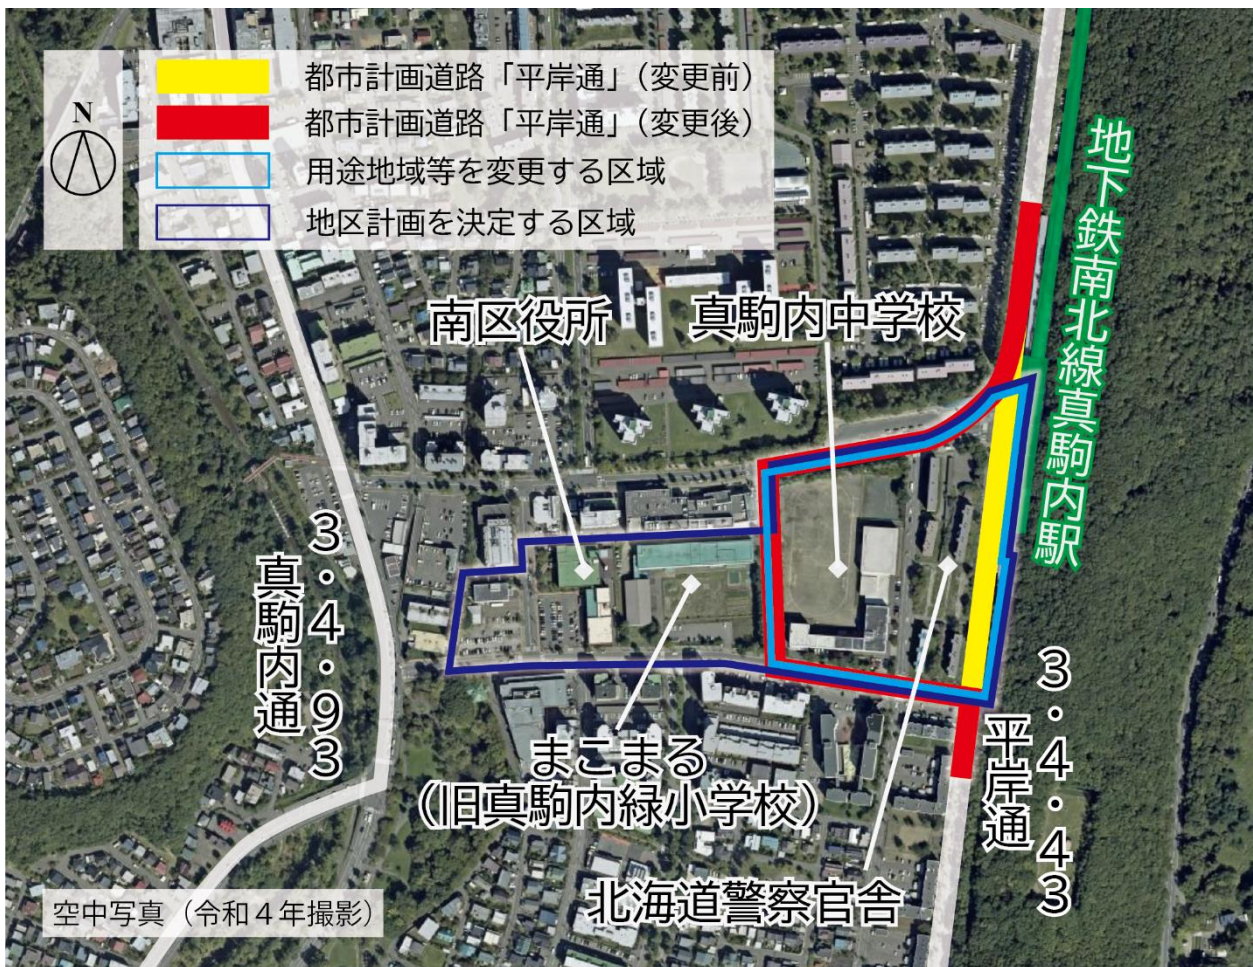 都市計画道路「平岸通」（変更前）
N
都市計画道路「平岸通」（変更後）
用途地域等を変更する区域
地区計画を決定する区域
地下鉄南北線真駒内駅
南区役所
真駒内中学校
3・4・93
真駒内通
3・4・43
平岸通
まこまる
（旧真駒内緑小学校）
北海道警察官舎
空中写真（令和4年撮影）